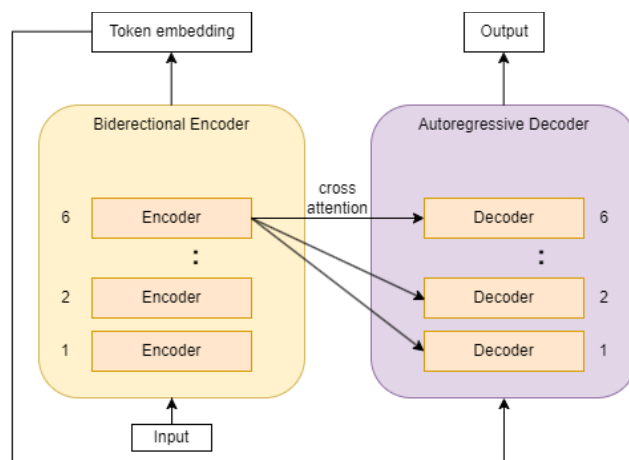 Token embedding
Output
Biderectional Encoder
Autoregressive Decoder
cross
attention
6
Encoder
Decoder
6
:
:
2
Encoder
Decoder
2
1
Encoder
Decoder
1
Input